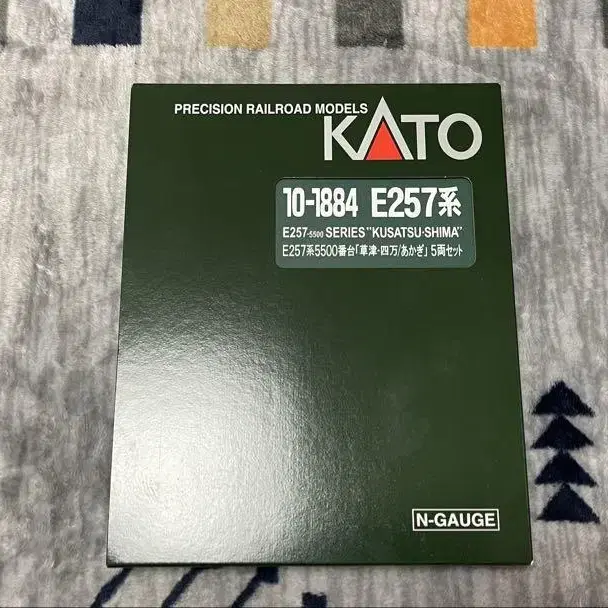 PRECISION RAILROAD MODELS
KATO
10-1884 E257系
E257-5500 SERIES "KUSATSU·SHIMA"
E257系5500番台「草津・四万/あかぎ」5両セット
N-GAUGE